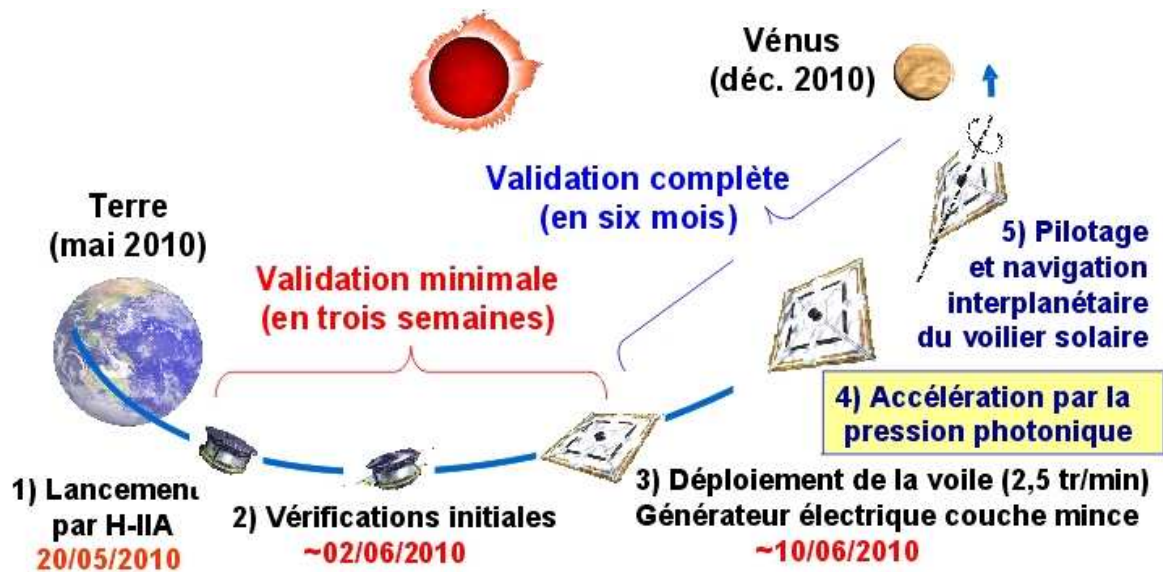 Vénus
(déc. 2010)
Validation complète
(en six mois)
Terre
(mai 2010)
Validation minimale
(en trois semaines)
5) Pilotage
et navigation
interplanétaire
du voilier solaire
4) Accélération par la
pression photonique
1) Lancement
par H-IIA
20/05/2010
2) Vérifications initiales
~02/06/2010
3) Déploiement de la voile (2,5 tr/min)
Générateur électrique couche mince
~10/06/2010